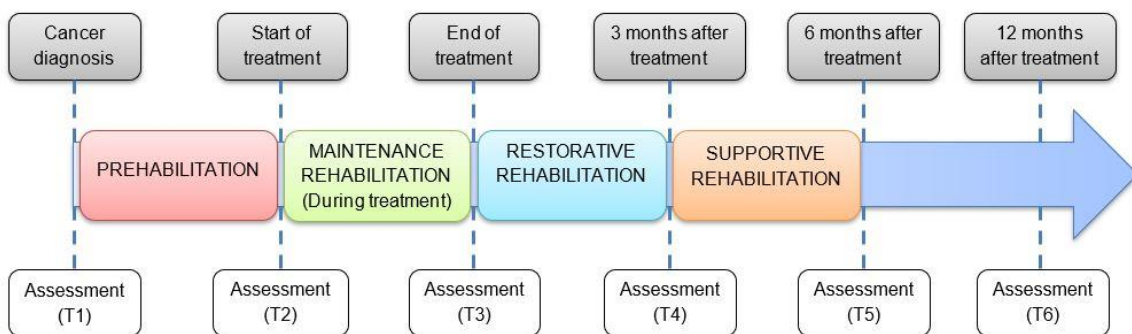 Cancer
diagnosis
Start of
treatment
End of
treatment
3 months after
treatment
6 months after
treatment
12 months
after treatment
PREHABILITATION
MAINTENANCE
REHABILITATION
(During treatment)
RESTORATIVE
REHABILITATION
SUPPORTIVE
REHABILITATION
Assessment
(T1)
Assessment
(T2)
Assessment
(T3)
Assessment
(T4)
Assessment
(T5)
Assessment
(T6)